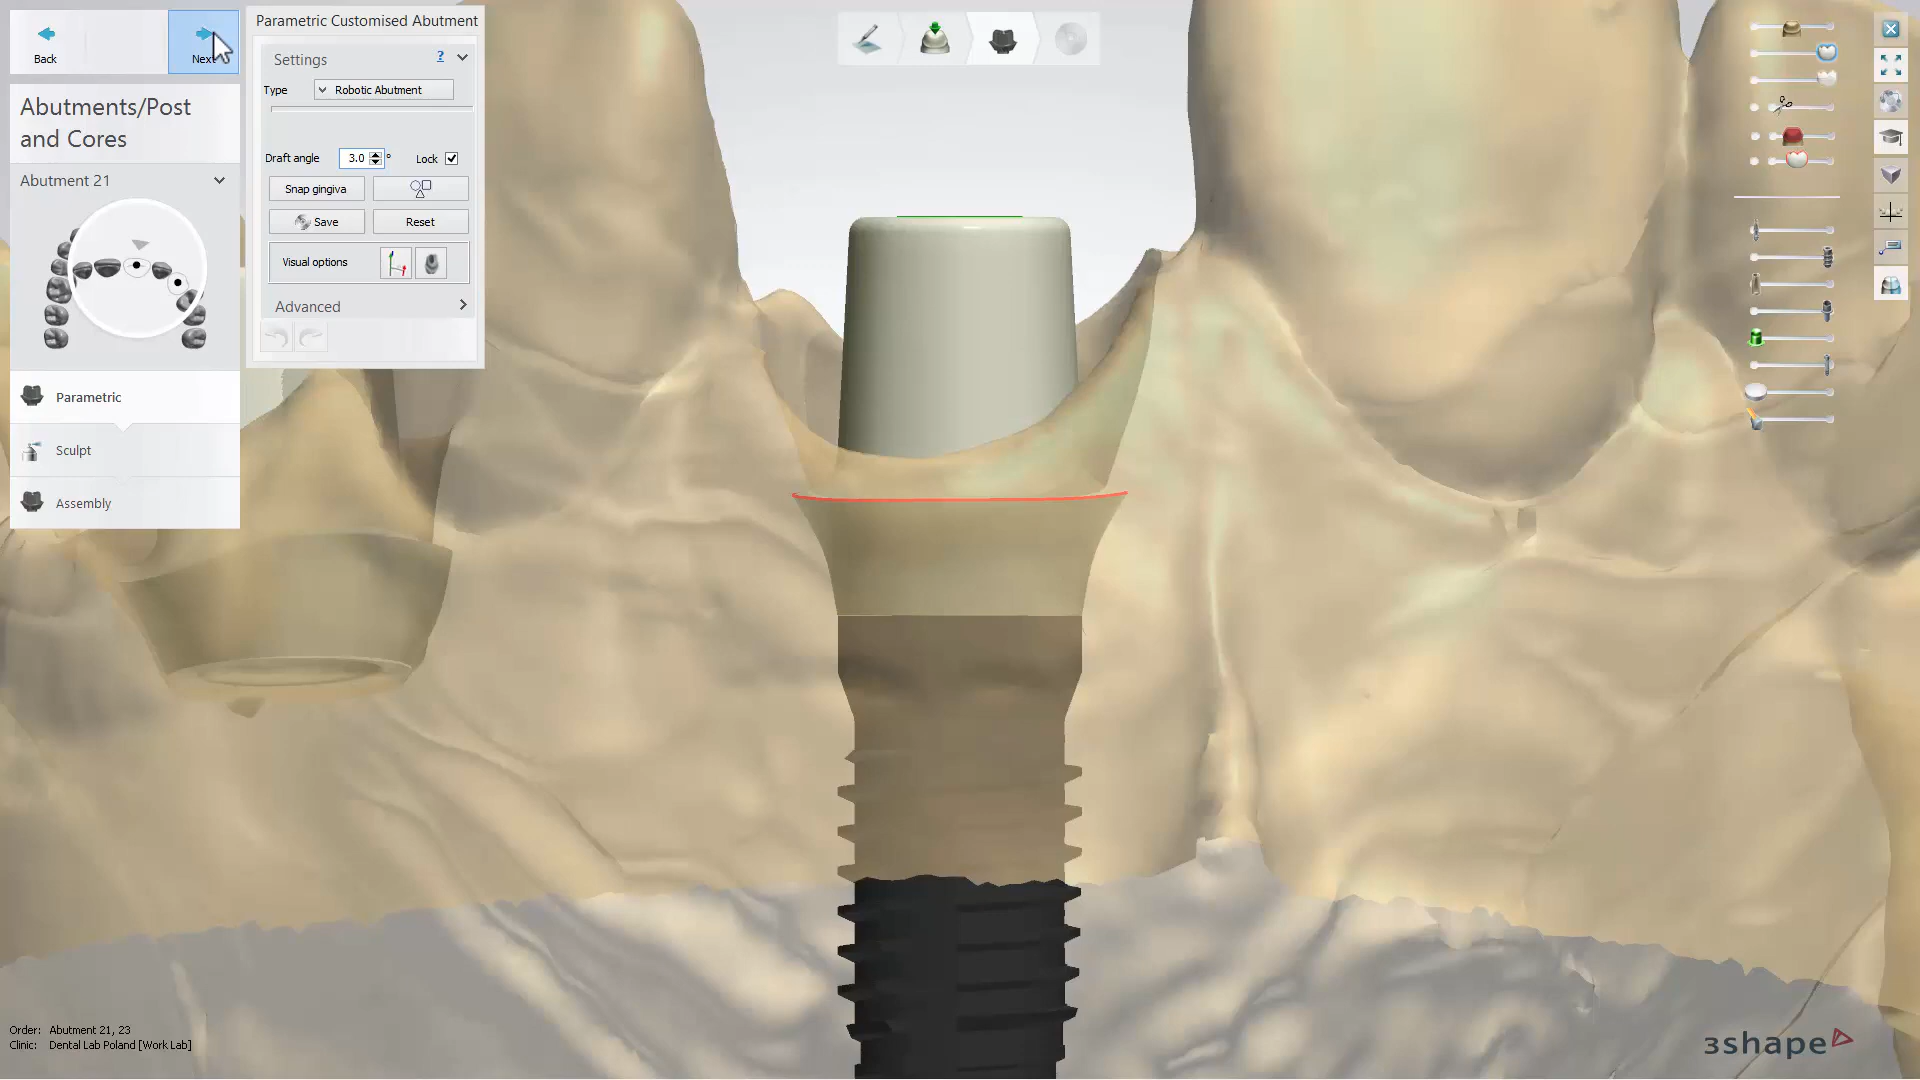 Back
Next
Parametric Customised Abutment
Settings
?
Type
Robotic Abutment
Draft angle
3.0
°
Lock
Snap gingiva
Save
Reset
Visual options
Advanced
Abutments/Post
and Cores
Abutment 21
Parametric
Sculpt
Assembly
Order: Abutment 21, 23
Clinic: Dental Lab Poland [Work Lab]
3shape